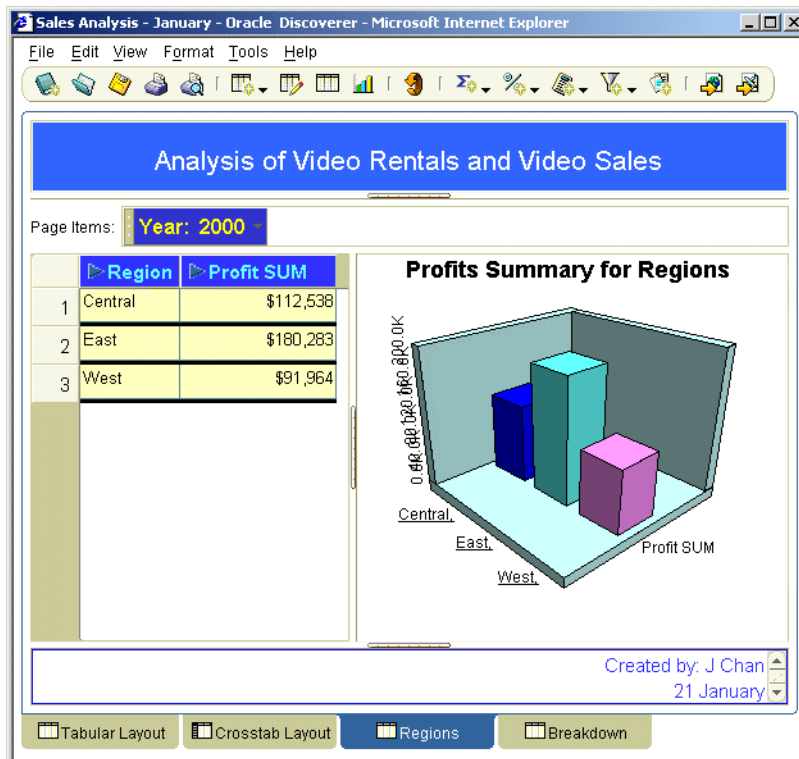 Sales Analysis - January - Oracle Discoverer - Microsoft Internet Explorer
File Edit View Format Tools Help
Analysis of Video Rentals and Video Sales
Page Items: Year: 2000
Region Profit SUM
1 Central $112,538
2 East $180,283
3 West $91,964
Profits Summary for Regions
0.0K
Central,
East,
West,
Profit SUM
Created by: J Chan
21 January
Tabular Layout Crosstab Layout Regions Breakdown